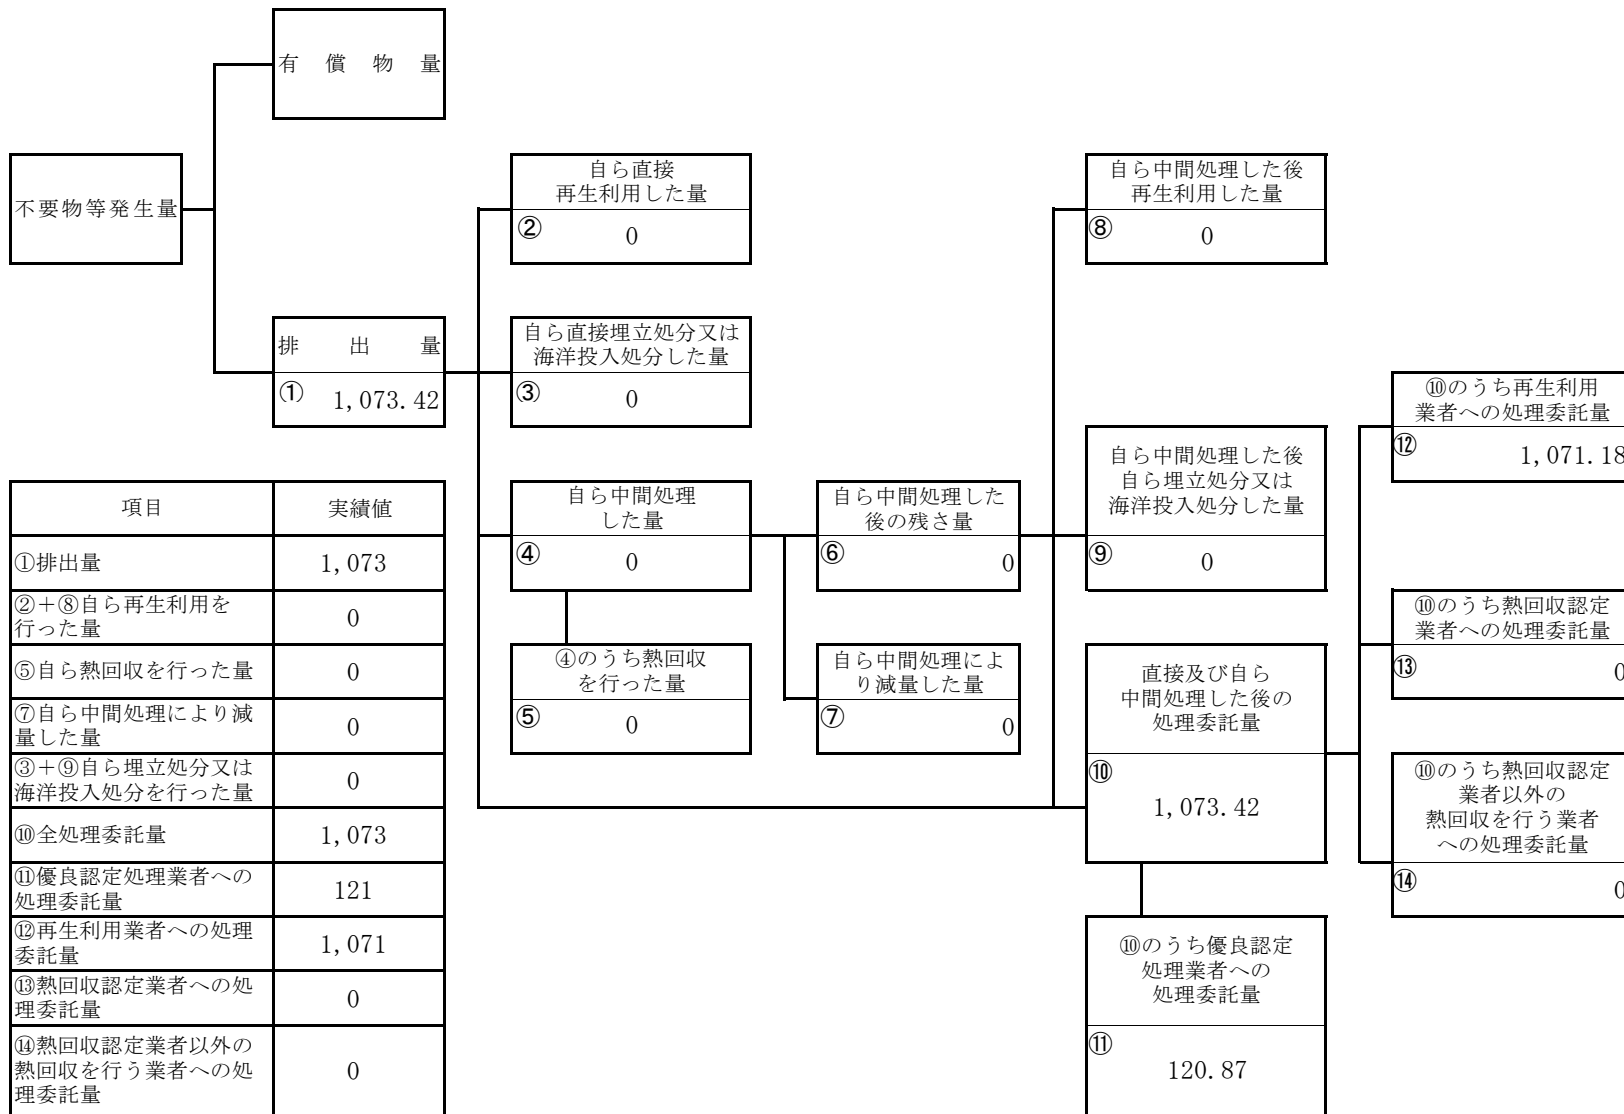 有償物量
不要物等発生量
排出量
① 1,073.42
自ら直接
再生利用した量
② 0
自ら直接埋立処分又は
海洋投入処分した量
③ 0
自ら中間処理
した量
④ 0
④のうち熱回収
を行った量
⑤ 0
自ら中間処理した
後の残さ量
⑥ 0
自ら中間処理によ
り減量した量
⑦ 0
自ら中間処理した後
再生利用した量
⑧ 0
自ら中間処理した後
自ら埋立処分又は
海洋投入処分した量
⑨ 0
直接及び自ら
中間処理した後の
処理委託量
⑩
1,073.42
⑩のうち優良認定
処理業者への
処理委託量
⑪
120.87
⑩のうち再生利用
業者への処理委託量
⑫ 1,071.18
⑩のうち熱回収認定
業者への処理委託量
⑬ 0
⑩のうち熱回収認定
業者以外の
熱回収を行う業者
への処理委託量
⑭ 0
項目 実績値
①排出量 1,073
②+⑧自ら再生利用を
行った量 0
⑤自ら熱回収を行った量 0
⑦自ら中間処理により減
量した量 0
③+⑨自ら埋立処分又は
海洋投入処分を行った量 0
⑩全処理委託量 1,073
⑪優良認定処理業者への
処理委託量 121
⑫再生利用業者への処理
委託量 1,071
⑬熱回収認定業者への処
理委託量 0
⑭熱回収認定業者以外の
熱回収を行う業者への処
理委託量 0